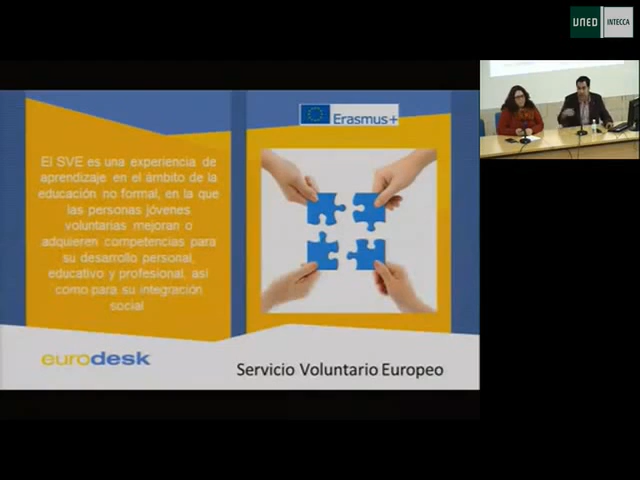 UNED
INTECCA
Erasmus+
El SVE es una experiencia de
aprendizaje en el ámbito de la
educación no formal, en la que
las personas jóvenes
voluntarias mejoran o
adquieren competencias para
su desarrollo personal,
educativo y profesional, así
como para su integración
social
eurodesk
Servicio Voluntario Europeo